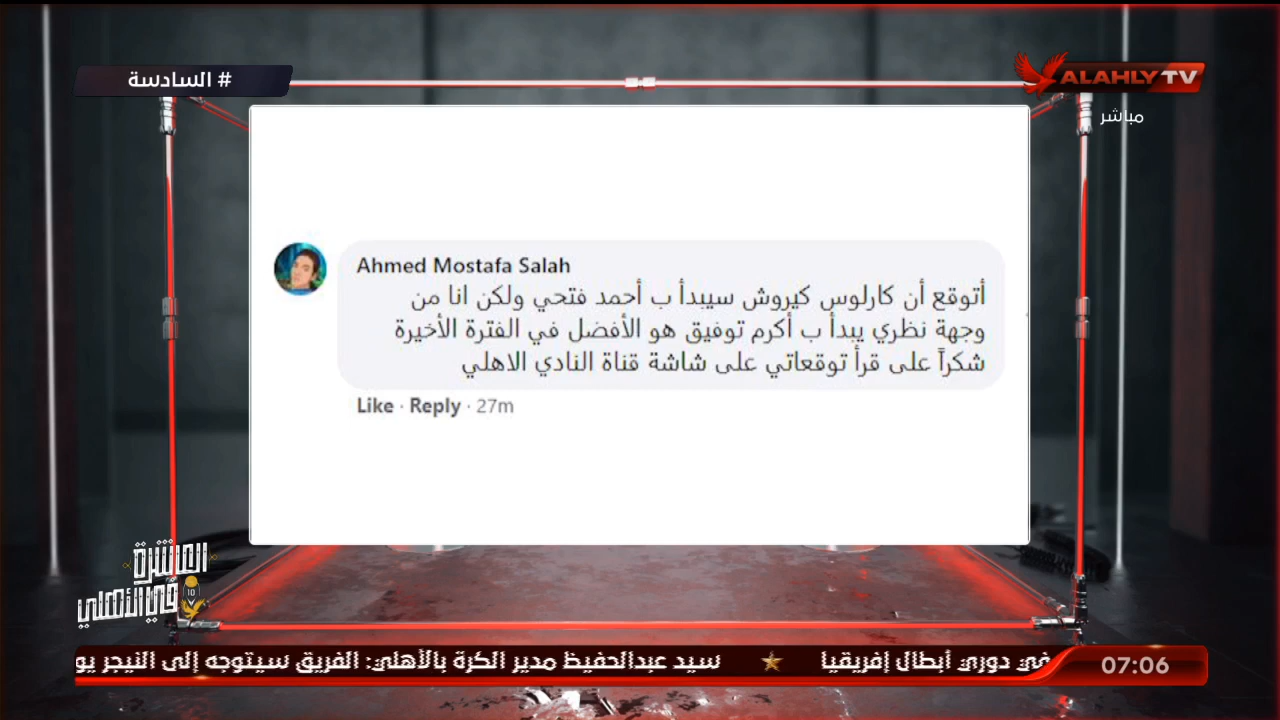 # السادسة
ALAHLY TV
مباشر
Ahmed Mostafa Salah
أتوقع أن كارلوس كيروش سيبدأ ب أحمد فتحي ولكن انا من
وجهة نظري يبدأ ب أكرم توفيق هو الأفضل في الفترة الأخيرة
شكراً على قرأ توقعاتي على شاشة قناة النادي الاهلي
Like · Reply · 27m
العاشرة
في الأهلي
10
في دوري أبطال إفريقيا ★ سيد عبدالحفيظ مدير الكرة بالأهلي: الفريق سيتوجه إلى النيجر يو
07:06